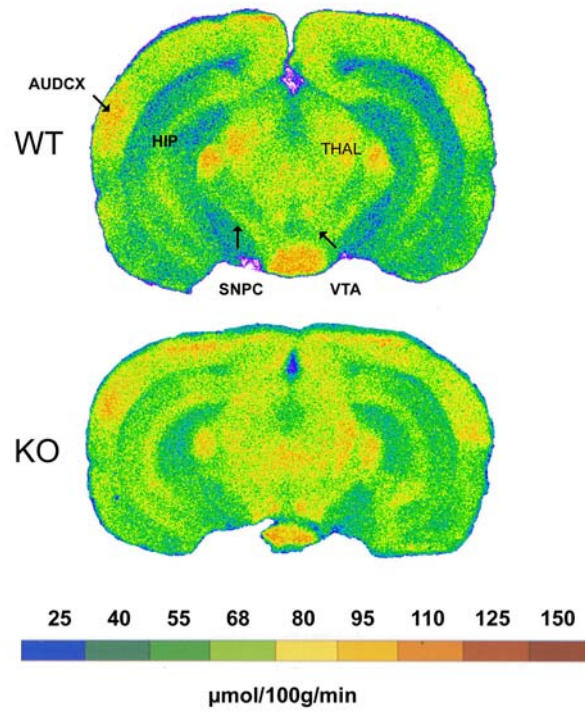 AUDCX
WT
HIP
THAL
SNPC VTA
KO
25 40 55 68 80 95 110 125 150
μmol/100g/min